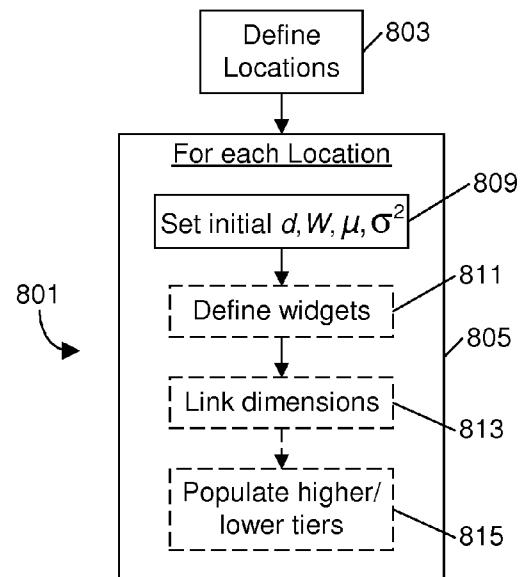 Define
Locations
803
For each Location
809
Set initial d, W, μ, σ²
811
801
Define widgets
805
Link dimensions
813
Populate higher/
lower tiers
815